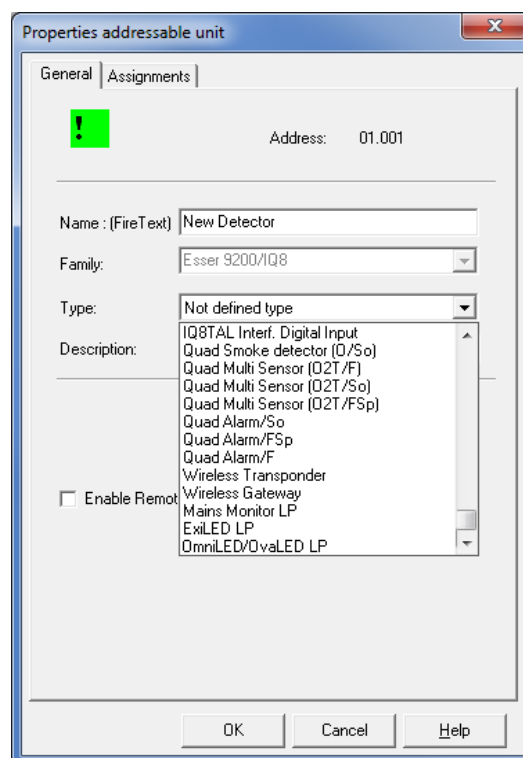 Properties addressable unit
General Assignments
!
Address: 01.001
Name : (FireText) New Detector
Family: Esser 9200/IQ8
Type: Not defined type
IQ8TAL Interf. Digital Input
Description: Quad Smoke detector (O/So)
Quad Multi Sensor (O2T/F)
Quad Multi Sensor (O2T/So)
Quad Multi Sensor (O2T/FSp)
Quad Alarm/So
Quad Alarm/FSp
Quad Alarm/F
Wireless Transponder
Enable Remot Wireless Gateway
Mains Monitor LP
ExiLED LP
OmniLED/OvaLED LP
OK Cancel Help